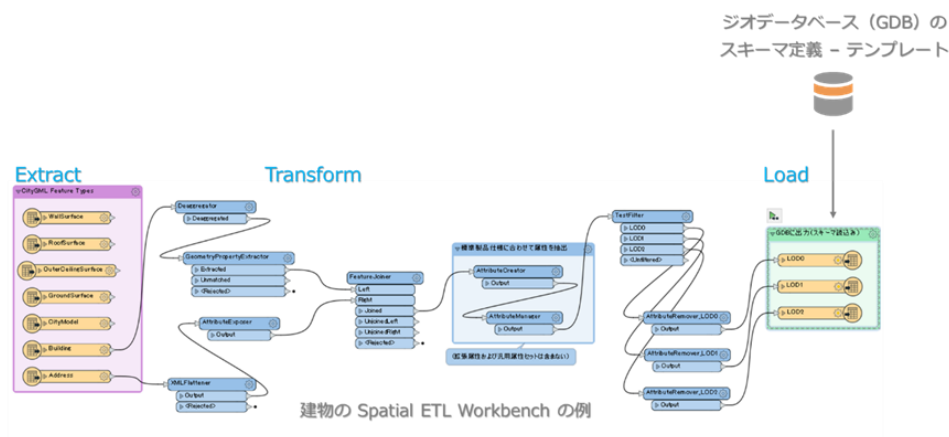 ジオデータベース（GDB）の
スキーマ定義 – テンプレート
Extract
Transform
Load
CityGML Feature Types
WallSurface
RoofSurface
OuterCeilingSurface
GroundSurface
CityModel
Building
Address
Deaggregator
Deaggregated
GeometryPropertyExtractor
Extracted
Unmatched
<Rejected>
AttributeExposer
Output
XMLFlattener
Output
<Rejected>
FeatureJoiner
Left
Right
Joined
UnjoinedLeft
UnjoinedRight
<Rejected>
標準製品仕様に合わせて属性を抽出
AttributeCreator
Output
AttributeManager
Output
(拡張属性および汎用属性セットは含まない)
TestFilter
LOD0
LOD1
LOD2
<Unfiltered>
AttributeRemover_LOD0
Output
AttributeRemover_LOD1
Output
AttributeRemover_LOD2
Output
GDBに出力(スキーマ読込み)
LOD0
LOD1
LOD2
建物の Spatial ETL Workbench の例